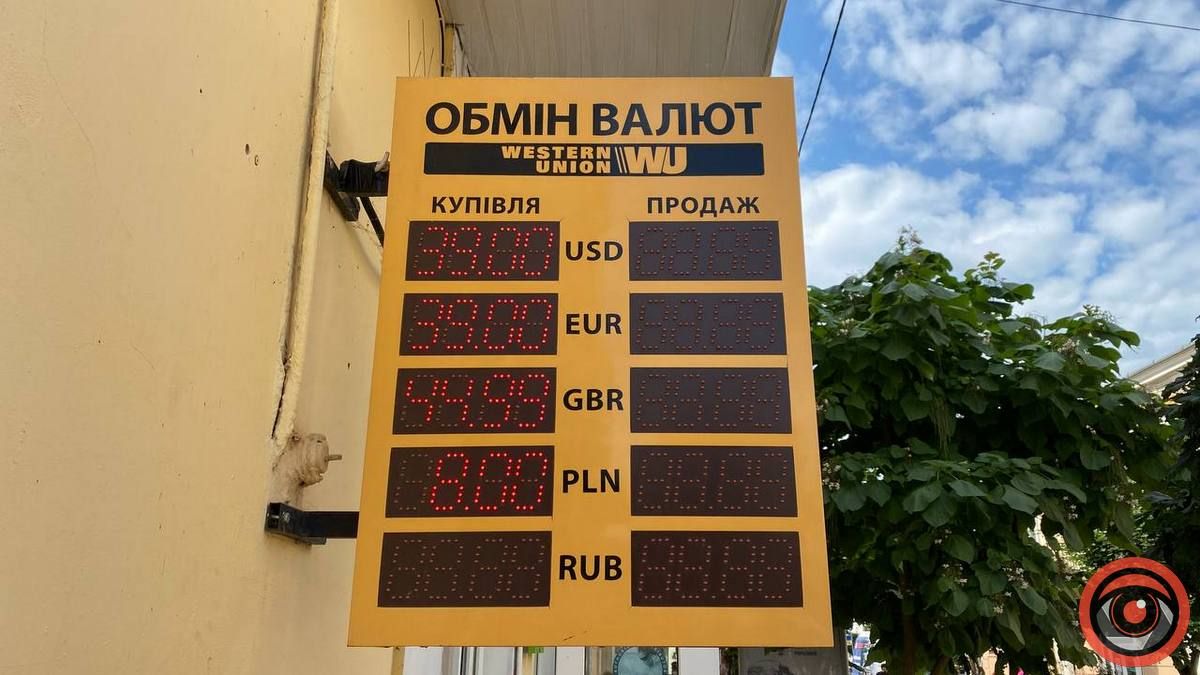 ОБМІН ВАЛЮТ
WESTERN UNION WU
КУПІВЛЯ ПРОДАЖ
39.00 USD
39.00 EUR
44.99 GBR
8.00 PLN
RUB